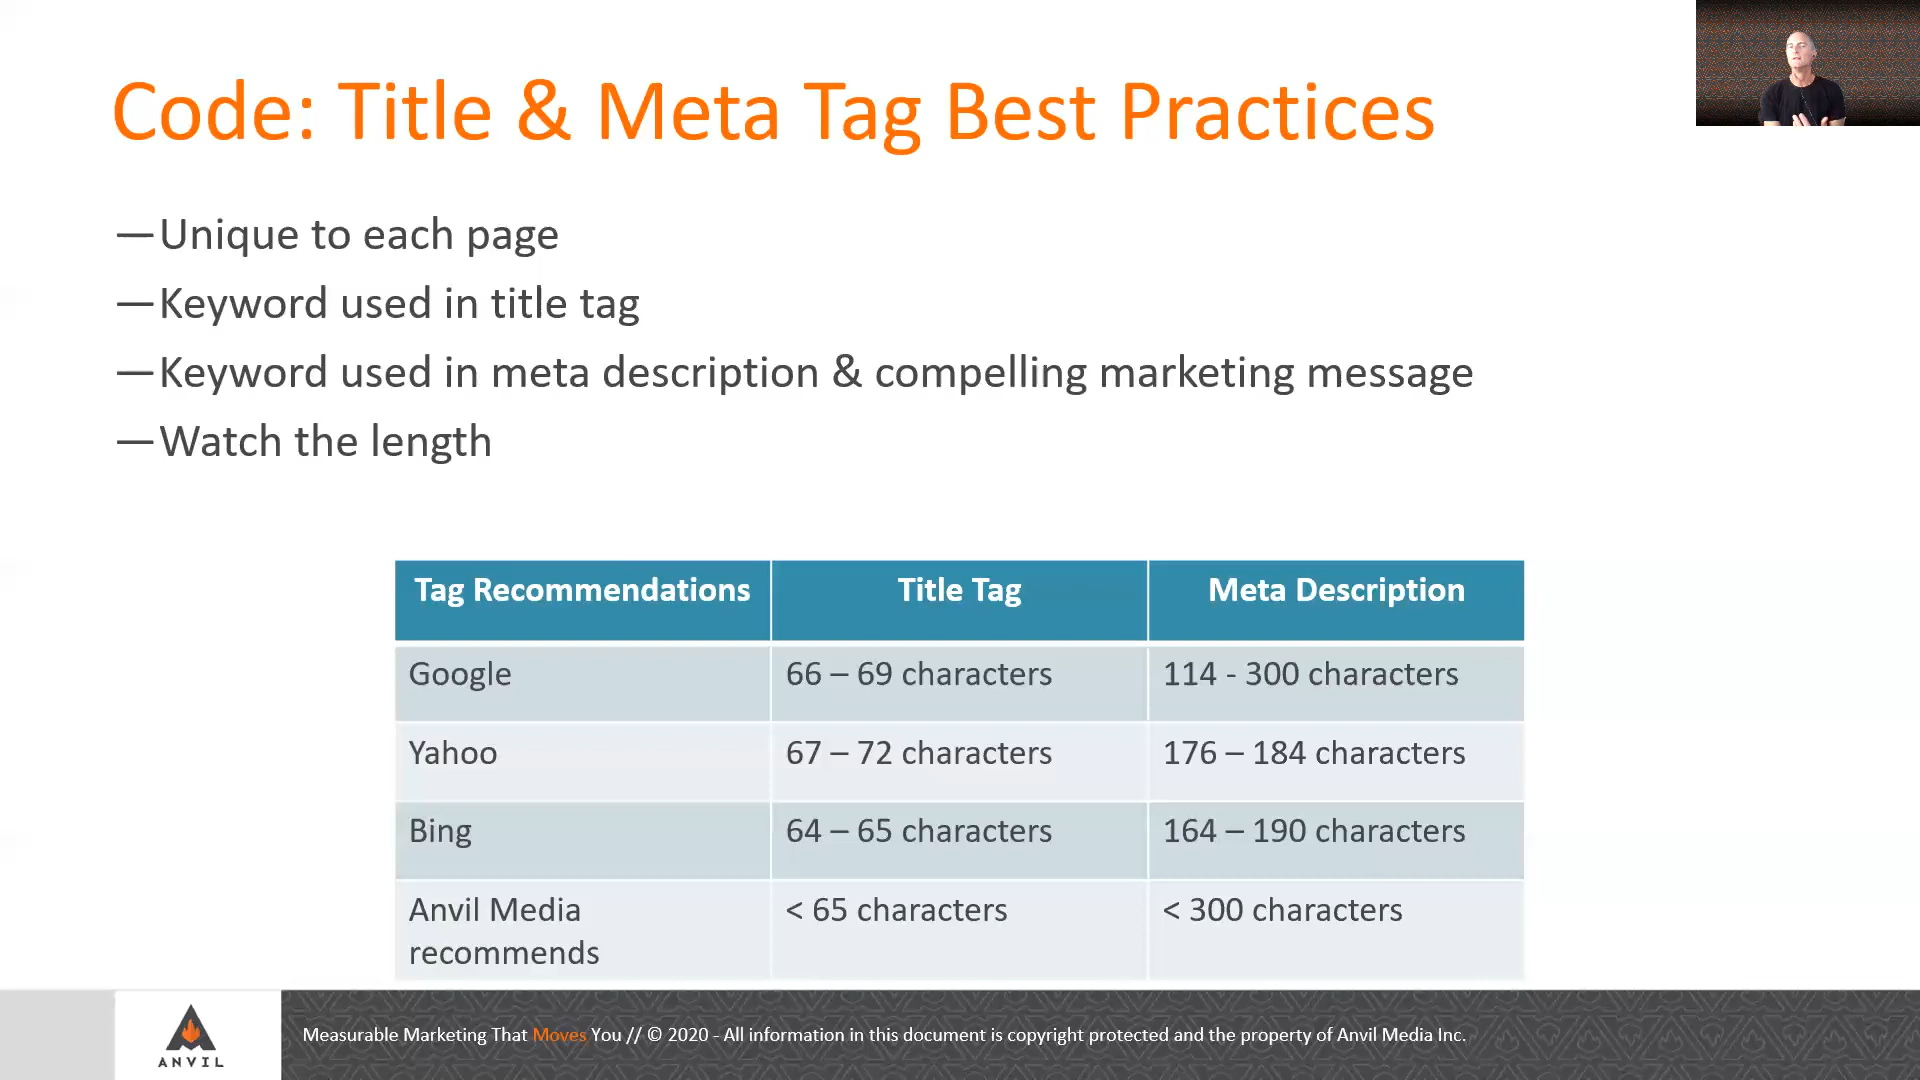 Code: Title & Meta Tag Best Practices
—Unique to each page
—Keyword used in title tag
—Keyword used in meta description & compelling marketing message
—Watch the length
Tag Recommendations Title Tag Meta Description
Google 66 – 69 characters 114 - 300 characters
Yahoo 67 – 72 characters 176 – 184 characters
Bing 64 – 65 characters 164 – 190 characters
Anvil Media < 65 characters < 300 characters
recommends
ANVIL
Measurable Marketing That Moves You // © 2020 - All information in this document is copyright protected and the property of Anvil Media Inc.